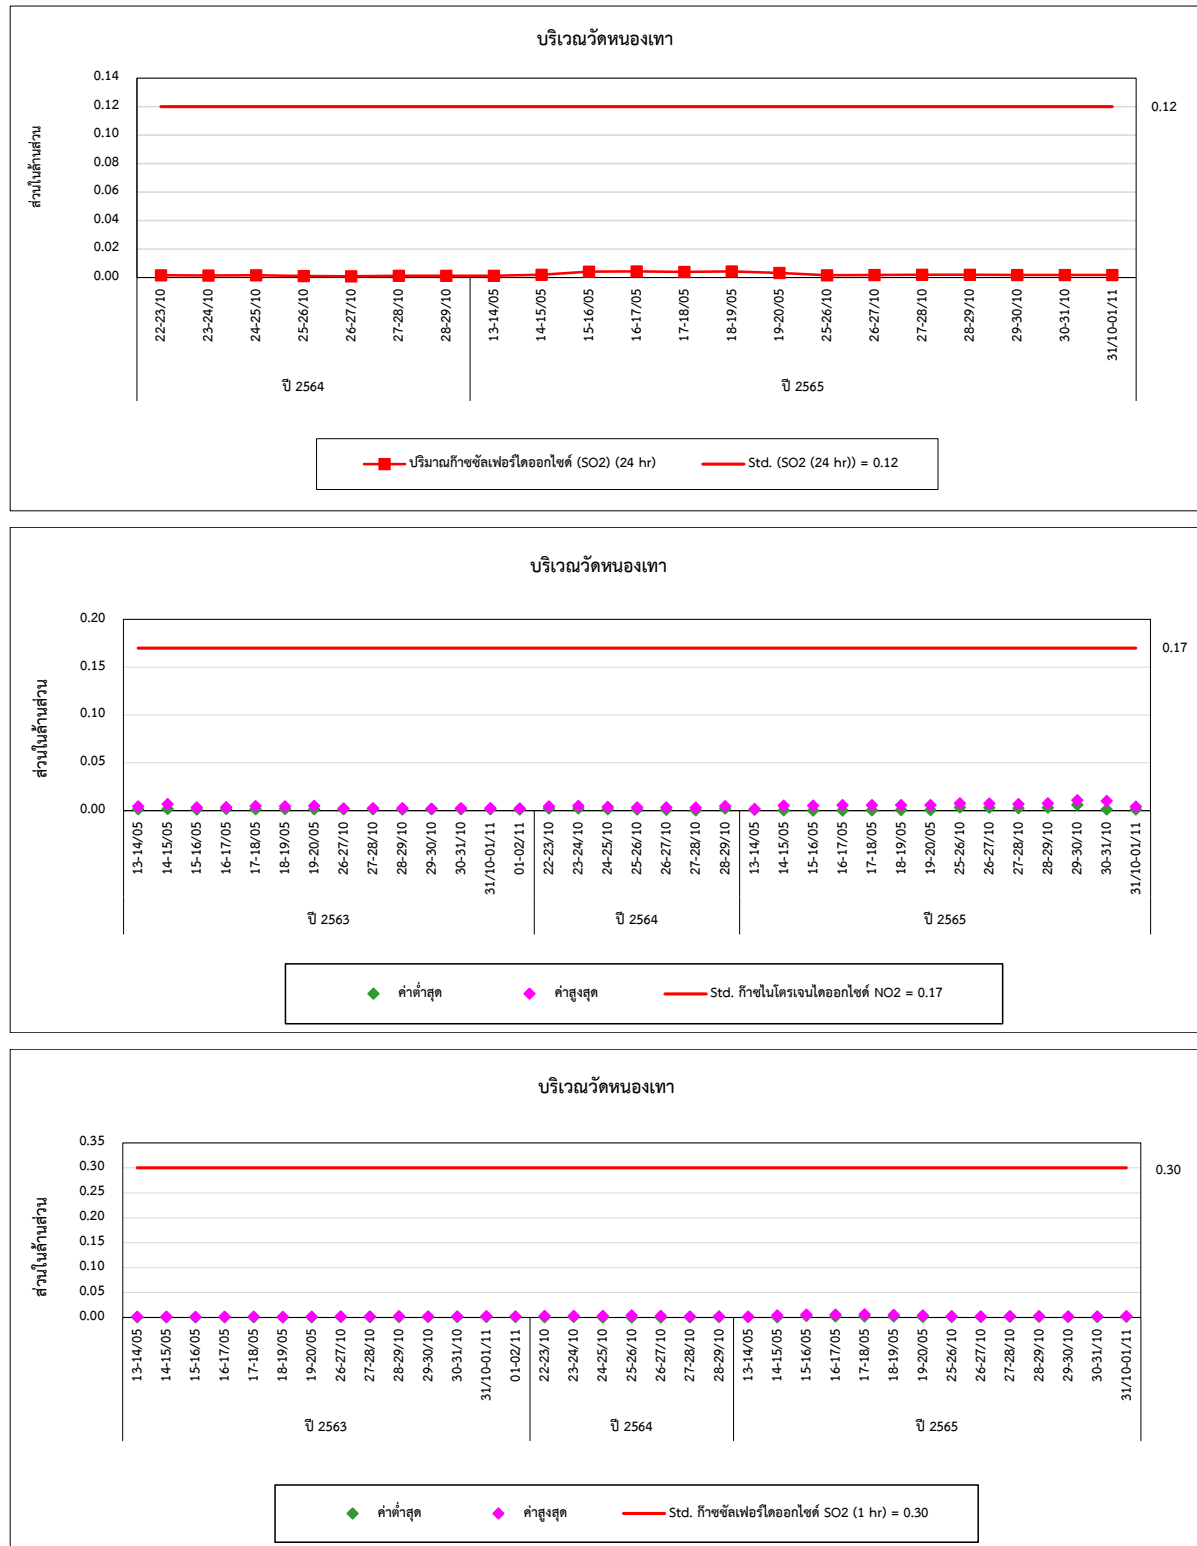 บริเวณวัดหนองเทา
ส่วนในล้านส่วน
0.14
0.12
0.10
0.08
0.06
0.04
0.02
0.00
0.12
22-23/10 23-24/10 24-25/10 25-26/10 26-27/10 27-28/10 28-29/10 13-14/05 14-15/05 15-16/05 16-17/05 17-18/05 18-19/05 19-20/05 25-26/10 26-27/10 27-28/10 28-29/10 29-30/10 30-31/10 31/10-01/11
ปี 2564 ปี 2565
ปริมาณก๊าซซัลเฟอร์ไดออกไซด์ (SO2) (24 hr) Std. (SO2 (24 hr)) = 0.12
บริเวณวัดหนองเทา
ส่วนในล้านส่วน
0.20
0.15
0.10
0.05
0.00
0.17
13-14/05 14-15/05 15-16/05 16-17/05 17-18/05 18-19/05 19-20/05 26-27/10 27-28/10 28-29/10 29-30/10 30-31/10 31/10-01/11 01-02/11 22-23/10 23-24/10 24-25/10 25-26/10 26-27/10 27-28/10 28-29/10 13-14/05 14-15/05 15-16/05 16-17/05 17-18/05 18-19/05 19-20/05 25-26/10 26-27/10 27-28/10 28-29/10 29-30/10 30-31/10 31/10-01/11
ปี 2563 ปี 2564 ปี 2565
ค่าต่ำสุด ค่าสูงสุด Std. ก๊าซไนโตรเจนไดออกไซด์ NO2 = 0.17
บริเวณวัดหนองเทา
ส่วนในล้านส่วน
0.35
0.30
0.25
0.20
0.15
0.10
0.05
0.00
0.30
13-14/05 14-15/05 15-16/05 16-17/05 17-18/05 18-19/05 19-20/05 26-27/10 27-28/10 28-29/10 29-30/10 30-31/10 31/10-01/11 01-02/11 22-23/10 23-24/10 24-25/10 25-26/10 26-27/10 27-28/10 28-29/10 13-14/05 14-15/05 15-16/05 16-17/05 17-18/05 18-19/05 19-20/05 25-26/10 26-27/10 27-28/10 28-29/10 29-30/10 30-31/10 31/10-01/11
ปี 2563 ปี 2564 ปี 2565
ค่าต่ำสุด ค่าสูงสุด Std. ก๊าซซัลเฟอร์ไดออกไซด์ SO2 (1 hr) = 0.30